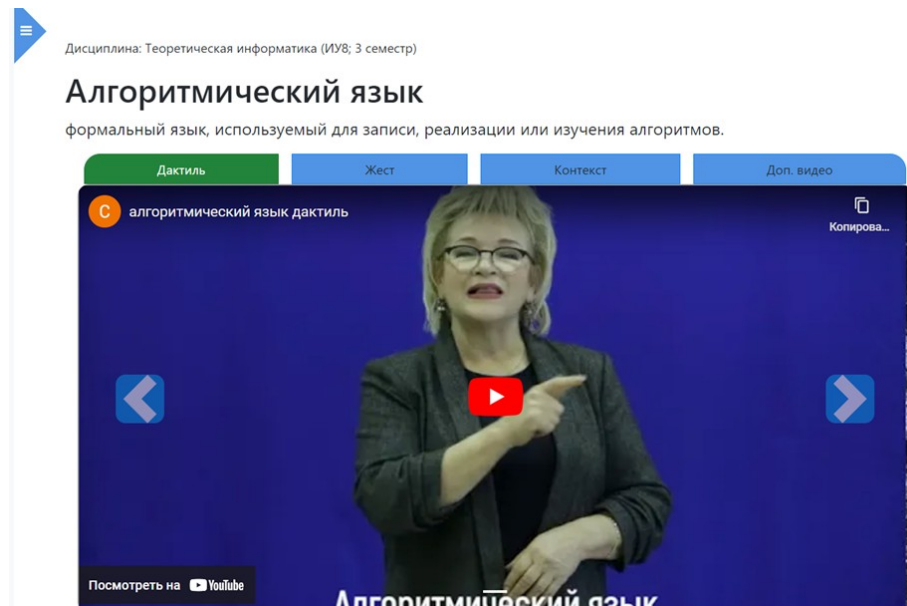 Дисциплина: Теоретическая информатика (ИУ8; 3 семестр)
Алгоритмический язык
формальный язык, используемый для записи, реализации или изучения алгоритмов.
Дактиль Жест Контекст Доп. видео
С алгоритмический язык дактиль
Копирова...
Посмотреть на YouTube
Алгоритмический язык